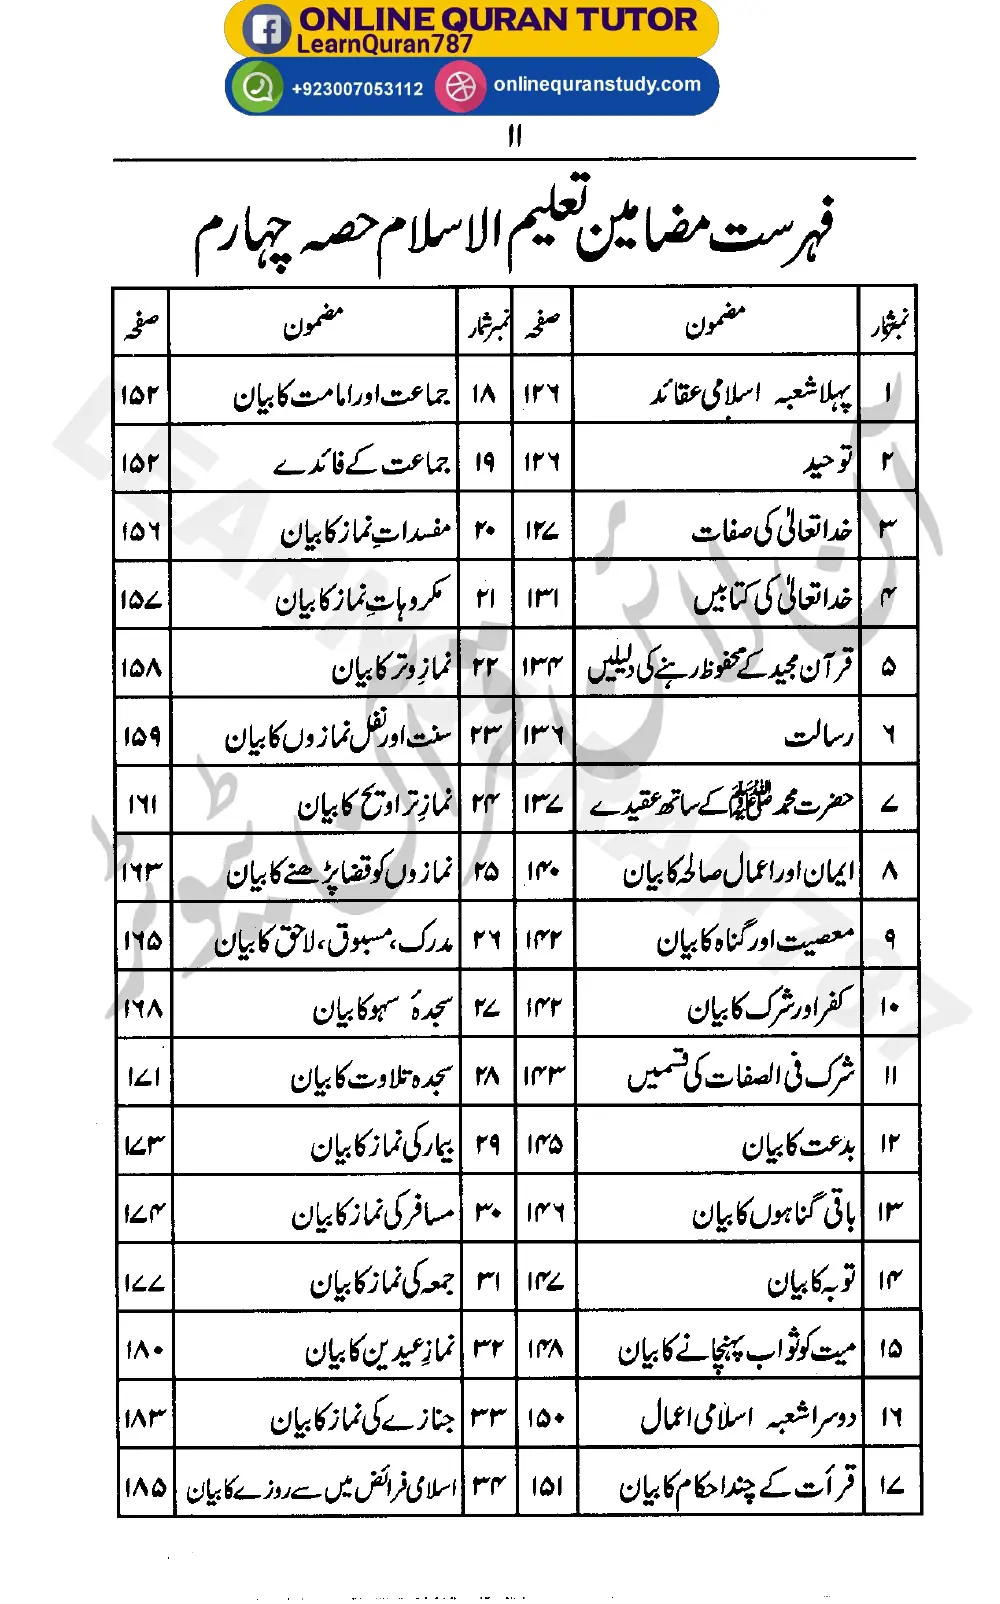 ONLINE QURAN TUTOR
LearnQuran787
+923007053112 onlinequranstudy.com
۱۱
فہرست مضامین تعلیم الاسلام حصہ چہارم
نمبرشمار مضمون صفحہ نمبرشمار مضمون صفحہ
۱ پہلا شعبہ اسلامی عقائد ۱۲۶ ۱۸ جماعت اور امامت کا بیان ۱۵۲
۲ توحید ۱۲۶ ۱۹ جماعت کے فائدے ۱۵۲
۳ خدا تعالیٰ کی صفات ۱۲۷ ۲۰ مفسداتِ نماز کا بیان ۱۵۶
۴ خدا تعالیٰ کی کتابیں ۱۳۱ ۲۱ مکروہاتِ نماز کا بیان ۱۵۷
۵ قرآن مجید کے محفوظ رہنے کی دلیلیں ۱۳۴ ۲۲ نمازِ وتر کا بیان ۱۵۸
۶ رسالت ۱۳۶ ۲۳ سنت اور نفل نمازوں کا بیان ۱۵۹
۷ حضرت محمد ﷺ کے ساتھ عقیدے ۱۳۷ ۲۴ نمازِ تراویح کا بیان ۱۶۱
۸ ایمان اور اعمال صالحہ کا بیان ۱۴۰ ۲۵ نمازوں کو قضا پڑھنے کا بیان ۱۶۳
۹ معصیت اور گناہ کا بیان ۱۴۲ ۲۶ مدرک، مسبوق، لاحق کا بیان ۱۶۵
۱۰ کفر اور شرک کا بیان ۱۴۲ ۲۷ سجدۂ سہو کا بیان ۱۶۸
۱۱ شرک فی الصفات کی قسمیں ۱۴۳ ۲۸ سجدہ تلاوت کا بیان ۱۷۱
۱۲ بدعت کا بیان ۱۴۵ ۲۹ بیمار کی نماز کا بیان ۱۷۳
۱۳ باقی گناہوں کا بیان ۱۴۶ ۳۰ مسافر کی نماز کا بیان ۱۷۴
۱۴ توبہ کا بیان ۱۴۷ ۳۱ جمعہ کی نماز کا بیان ۱۷۷
۱۵ میت کو ثواب پہنچانے کا بیان ۱۴۸ ۳۲ نمازِ عیدین کا بیان ۱۸۰
۱۶ دوسرا شعبہ اسلامی اعمال ۱۵۰ ۳۳ جنازے کی نماز کا بیان ۱۸۳
۱۷ قرأت کے چند احکام کا بیان ۱۵۱ ۳۴ اسلامی فرائض میں سے روزے کا بیان ۱۸۵
LEARNQURAN787
آن لائن قرآن ٹیوٹر